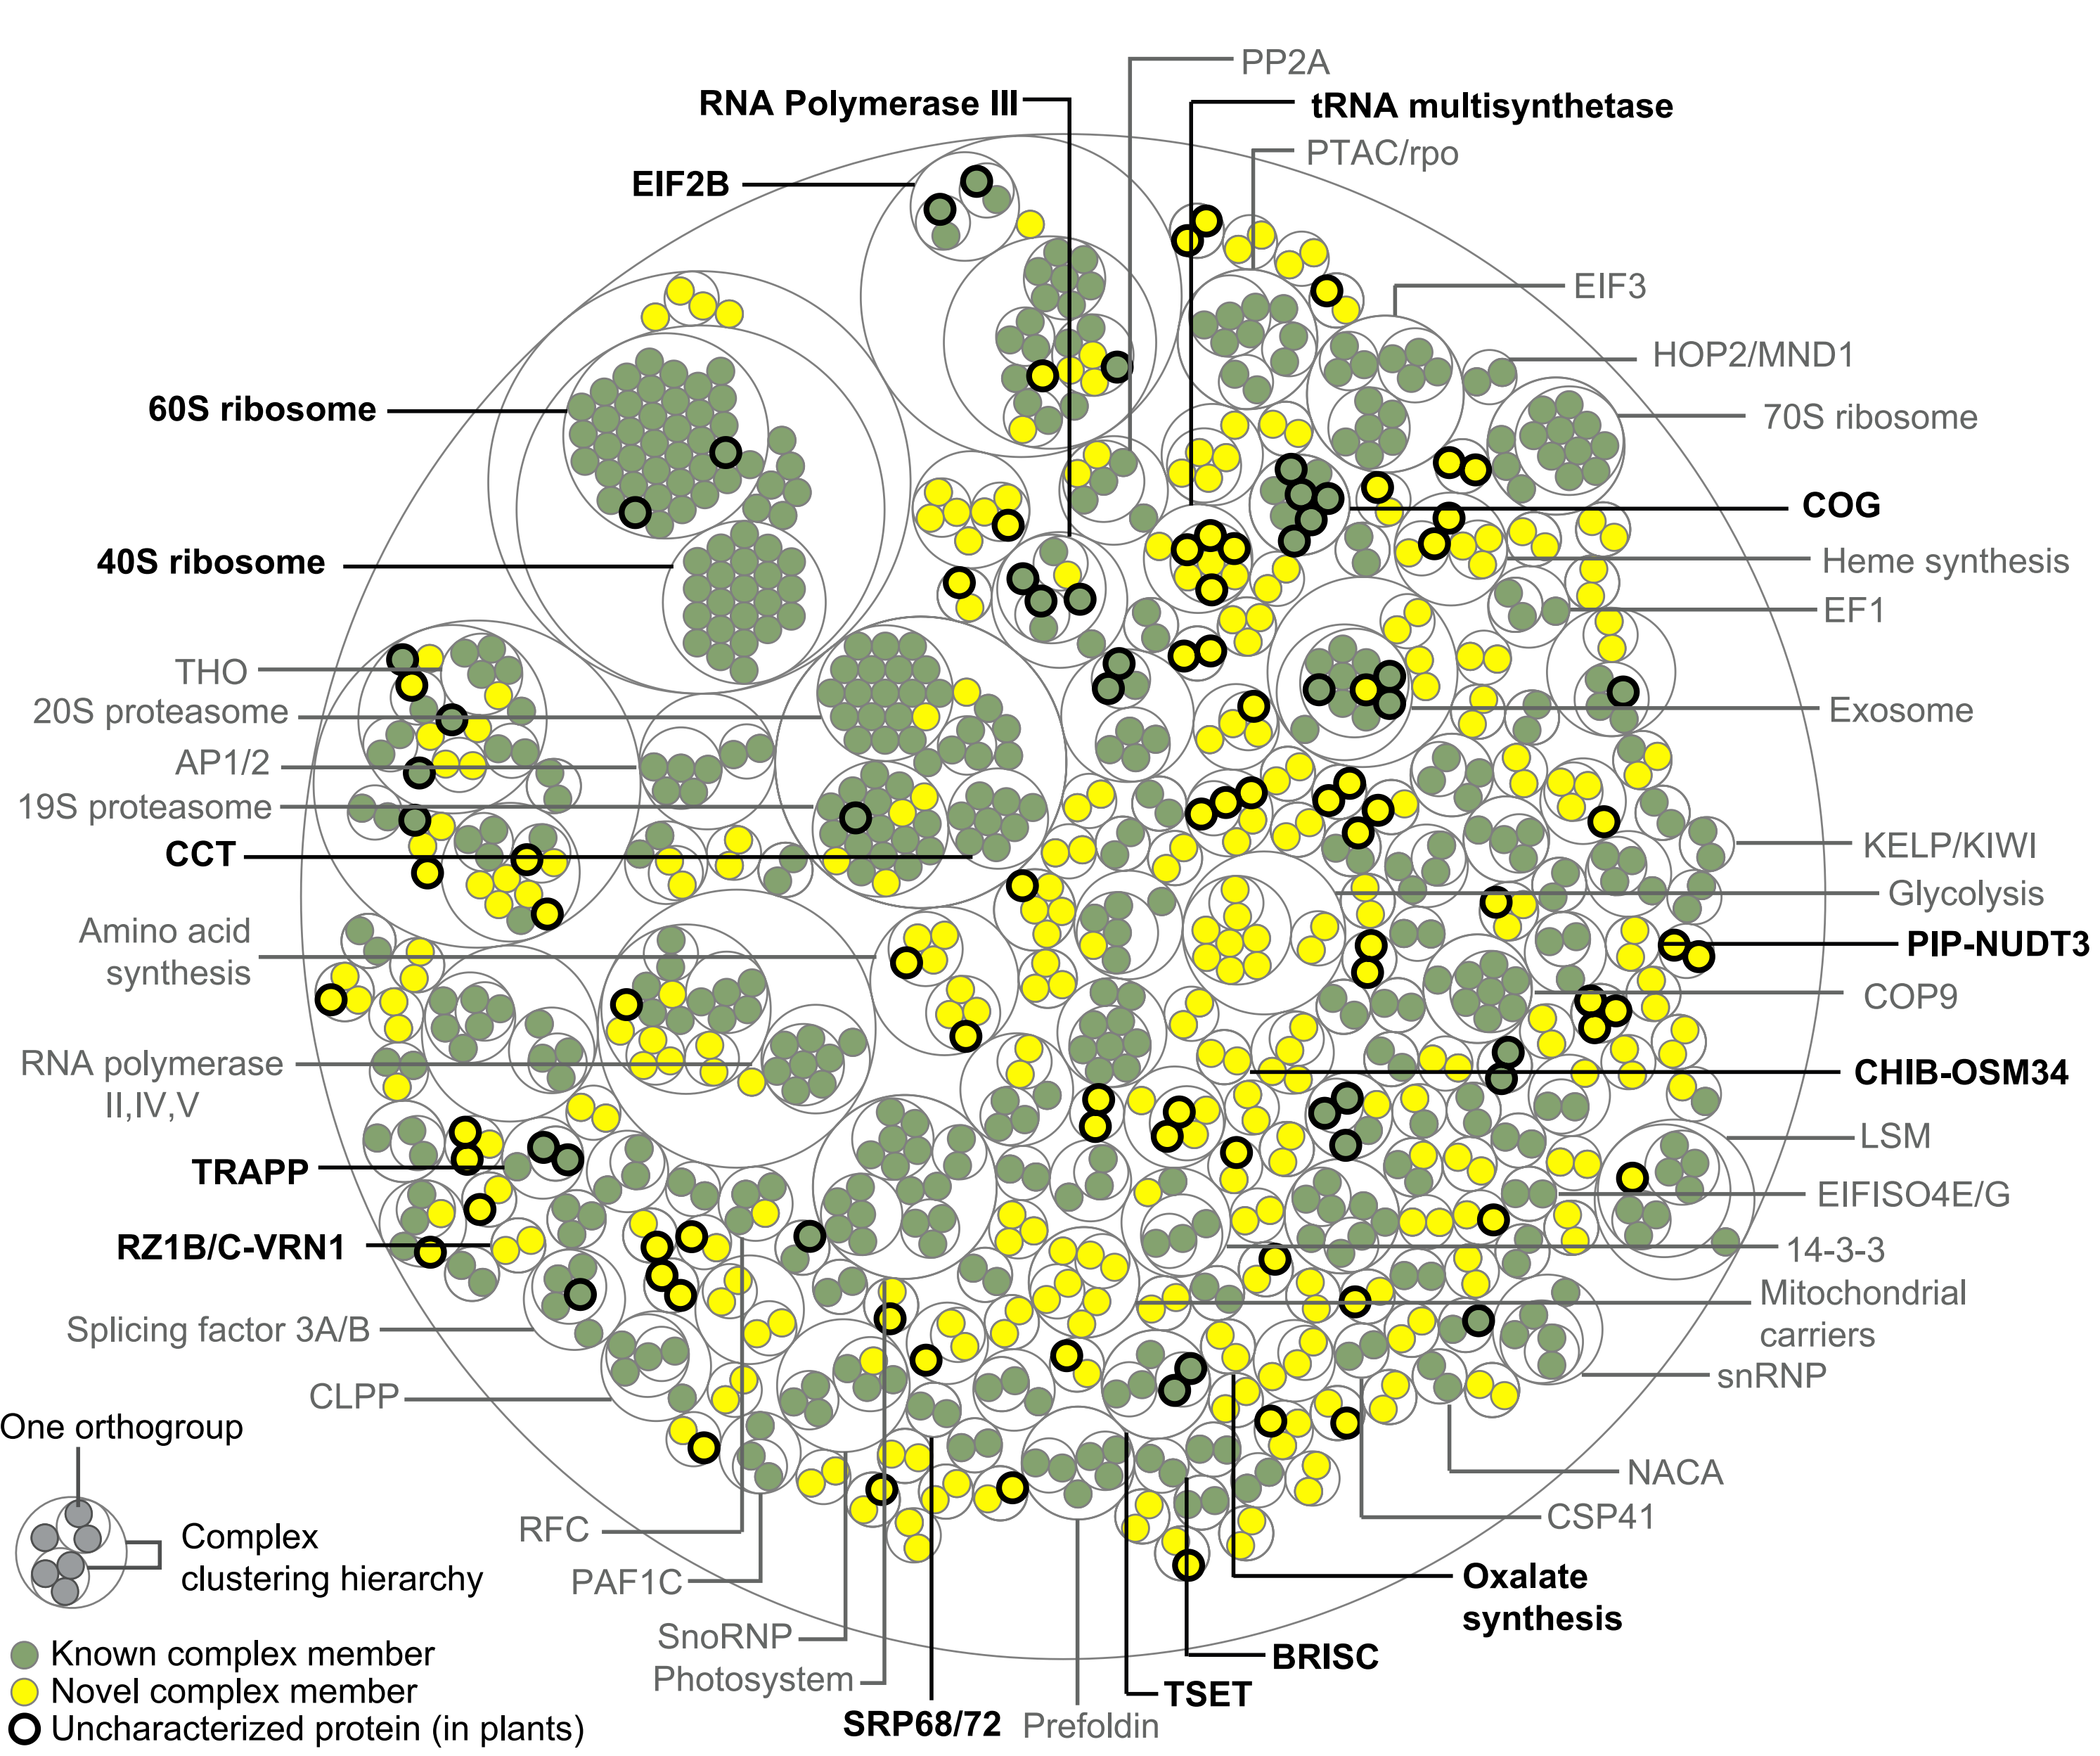 PP2A
RNA Polymerase III
tRNA multisynthetase
PTAC/rpo
EIF2B
EIF3
HOP2/MND1
60S ribosome
70S ribosome
COG
40S ribosome
Heme synthesis
EF1
THO
20S proteasome
Exosome
AP1/2
19S proteasome
CCT
KELP/KIWI
Glycolysis
Amino acid
synthesis
PIP-NUDT3
COP9
RNA polymerase
II,IV,V
CHIB-OSM34
LSM
TRAPP
EIFISO4E/G
RZ1B/C-VRN1
14-3-3
Mitochondrial
carriers
Splicing factor 3A/B
snRNP
CLPP
One orthogroup
NACA
CSP41
RFC
Complex
clustering hierarchy
PAF1C
Oxalate
synthesis
SnoRNP
BRISC
Photosystem
TSET
SRP68/72
Prefoldin
Known complex member
Novel complex member
Uncharacterized protein (in plants)